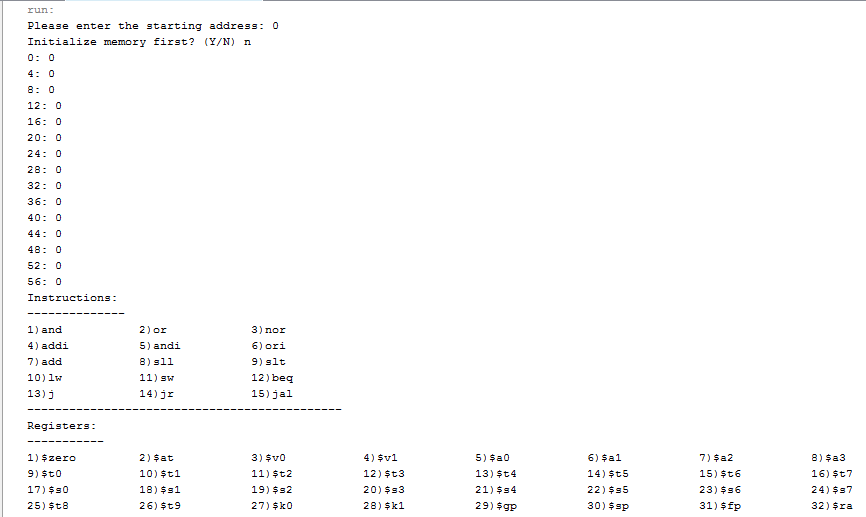 run:
Please enter the starting address: 0
Initialize memory first? (Y/N) n
0: 0
4: 0
8: 0
12: 0
16: 0
20: 0
24: 0
28: 0
32: 0
36: 0
40: 0
44: 0
48: 0
52: 0
56: 0
Instructions:
--------------
1)and 2)or 3)nor
4)addi 5)andi 6)ori
7)add 8)sll 9)slt
10)lw 11)sw 12)beq
13)j 14)jr 15)jal
---------------------------------------------
Registers:
-----------
1)$zero 2)$at 3)$v0 4)$v1 5)$a0 6)$a1 7)$a2 8)$a3
9)$t0 10)$t1 11)$t2 12)$t3 13)$t4 14)$t5 15)$t6 16)$t7
17)$s0 18)$s1 19)$s2 20)$s3 21)$s4 22)$s5 23)$s6 24)$s7
25)$t8 26)$t9 27)$k0 28)$k1 29)$gp 30)$sp 31)$fp 32)$ra